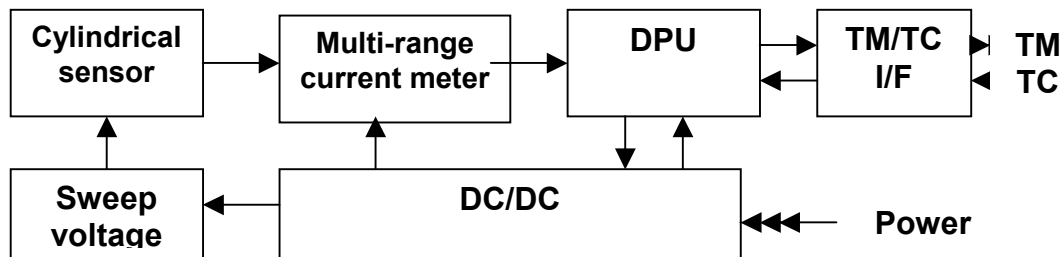 Cylindrical
sensor
Multi-range
current meter
DPU
TM/TC
I/F
TM
TC
Sweep
voltage
DC/DC
Power